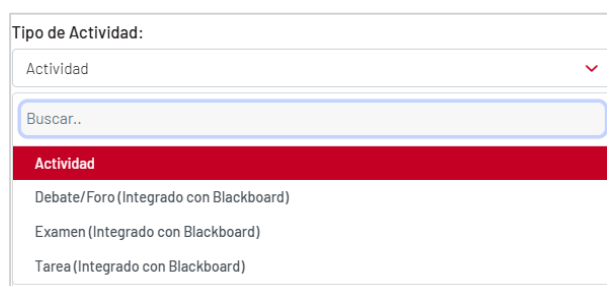 Tipo de Actividad:
Actividad
Buscar..
Actividad
Debate/Foro (Integrado con Blackboard)
Examen (Integrado con Blackboard)
Tarea (Integrado con Blackboard)